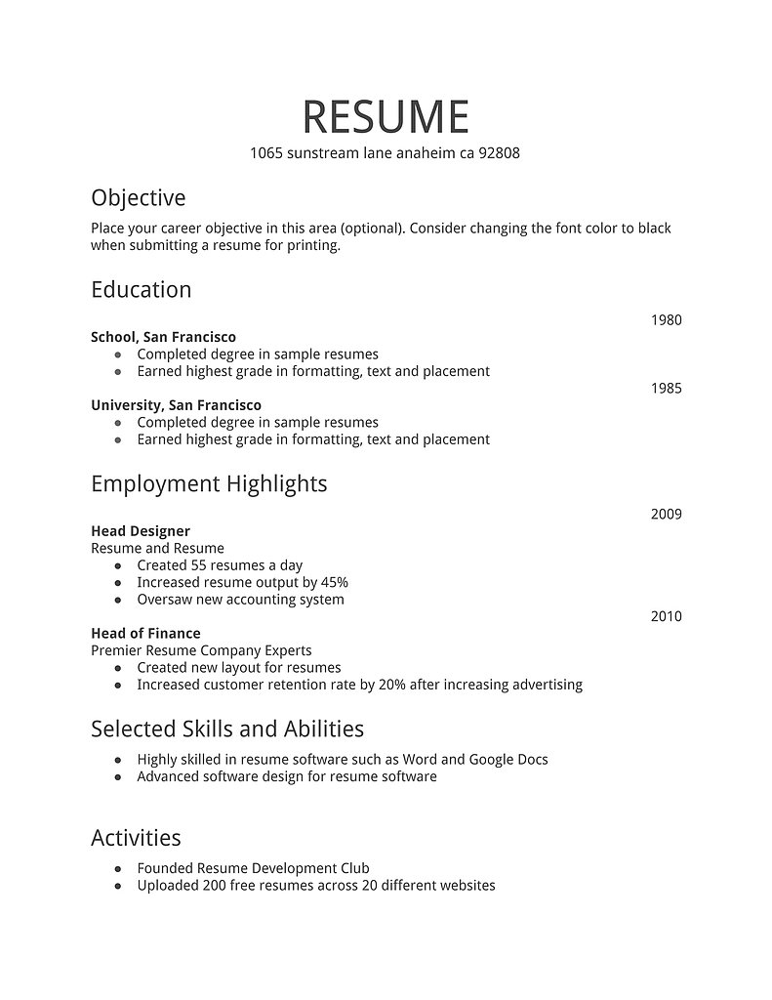 RESUME
1065 sunstream lane anaheim ca 92808
Objective
Place your career objective in this area (optional). Consider changing the font color to black
when submitting a resume for printing.
Education
1980
School, San Francisco
● Completed degree in sample resumes
● Earned highest grade in formatting, text and placement
1985
University, San Francisco
● Completed degree in sample resumes
● Earned highest grade in formatting, text and placement
Employment Highlights
2009
Head Designer
Resume and Resume
● Created 55 resumes a day
● Increased resume output by 45%
● Oversaw new accounting system
2010
Head of Finance
Premier Resume Company Experts
● Created new layout for resumes
● Increased customer retention rate by 20% after increasing advertising
Selected Skills and Abilities
● Highly skilled in resume software such as Word and Google Docs
● Advanced software design for resume software
Activities
● Founded Resume Development Club
● Uploaded 200 free resumes across 20 different websites